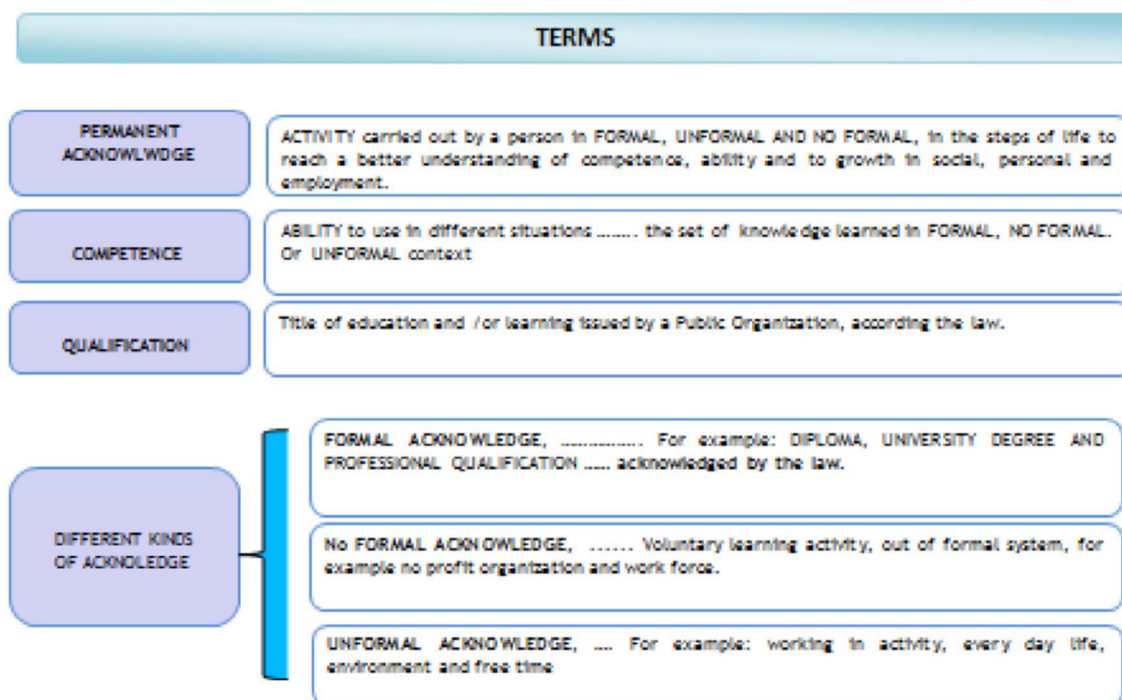 TERMS
PERMANENT
ACKNOWLWDGE
ACTIVITY carried out by a person in FORMAL, UNFORMAL AND NO FORMAL, in the steps of life to
reach a better understanding of competence, ability and to growth in social, personal and
employment.
COMPETENCE
ABILITY to use in different situations ........ the set of knowledge learned in FORMAL, NO FORMAL.
Or UNFORMAL context
QUALIFICATION
Title of education and /or learning issued by a Public Organization, according the law.
DIFFERENT KINDS
OF ACKNOLEDGE
FORMAL ACKNOWLEDGE, ................ For example: DIPLOMA, UNIVERSITY DEGREE AND
PROFESSIONAL QUALIFICATION ..... acknowledged by the law.
No FORMAL ACKNOWLEDGE, ...... Voluntary learning activity, out of formal system, for
example no profit organization and work force.
UNFORMAL ACKNOWLEDGE, .... For example: working in activity, every day life,
environment and free time